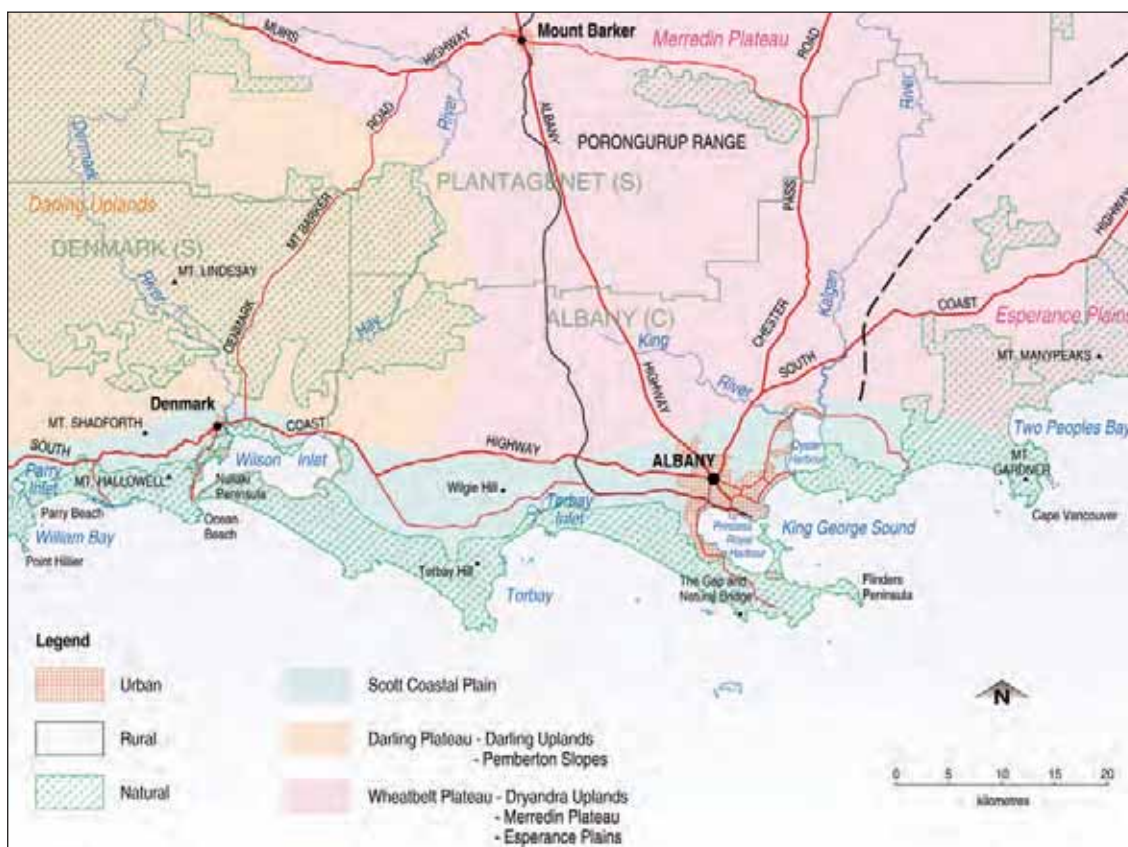 MUIRS
HIGHWAY
Mount Barker
Merredin Plateau
ROAD
River
Denmark
River
ROAD
ALBANY
PORONGURUP RANGE
PLANTAGENET (S)
PASS
HIGHWAY
Darling Uplands
DENMARK (S)
MT. BARKER
MT. LINDESAY
River
DENMARK
Hay
ALBANY (C)
King
River
HIGHWAY
CHESTER
Kalgan
SOUTH
COAST
Esperance Plains
MT. MANYPEAKS
Denmark
MT. SHADFORTH
SOUTH
COAST
HIGHWAY
ALBANY
Oyster
Harbour
Two Peoples Bay
MT.
GARDNER
Parry
Inlet
MT. HALLOWELL
Wilson Inlet
Nullaki
Peninsula
Wilgie Hill
Torbay
Inlet
Parry Beach
Ocean
Beach
William Bay
Point Hillier
Princess
Royal
Harbour
King George Sound
Cape Vancouver
Torbay Hill
Torbay
The Gap and
Natural Bridge
Flinders
Peninsula
Legend
Urban
Rural
Natural
Scott Coastal Plain
Darling Plateau - Darling Uplands
- Pemberton Slopes
Wheatbelt Plateau - Dryandra Uplands
- Merredin Plateau
- Esperance Plains
N
0 5 10 15 20
kilometres